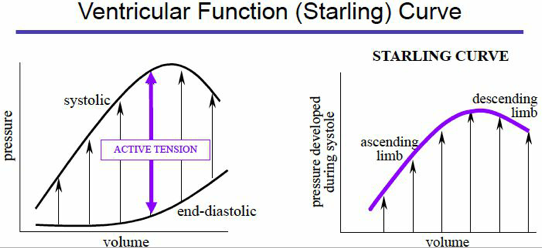 Ventricular Function (Starling) Curve
systolic
pressure
ACTIVE TENSION
end-diastolic
volume
STARLING CURVE
pressure developed
during systole
ascending
limb
descending
limb
volume